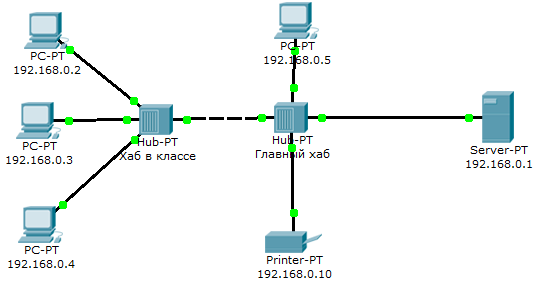 PC-PT
192.168.0.2
PC-PT
192.168.0.5
PC-PT
192.168.0.3
Hub-PT
Хаб в классе
Hub-PT
Главный хаб
Server-PT
192.168.0.1
PC-PT
192.168.0.4
Printer-PT
192.168.0.10